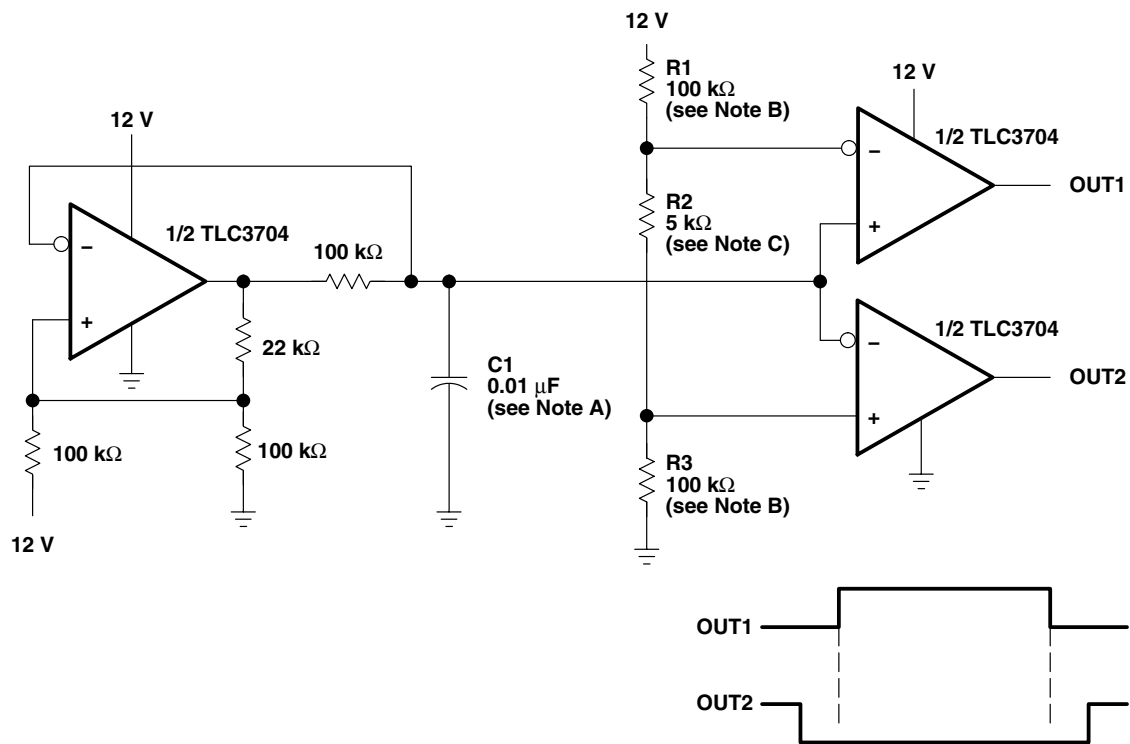 12 V
R1
100 kΩ
(see Note B)
12 V
12 V
1/2 TLC3704
−
OUT1
+
R2
5 kΩ
(see Note C)
−
1/2 TLC3704
100 kΩ
+
22 kΩ
1/2 TLC3704
−
OUT2
+
C1
0.01 μF
(see Note A)
100 kΩ
100 kΩ
R3
100 kΩ
(see Note B)
12 V
OUT1
OUT2